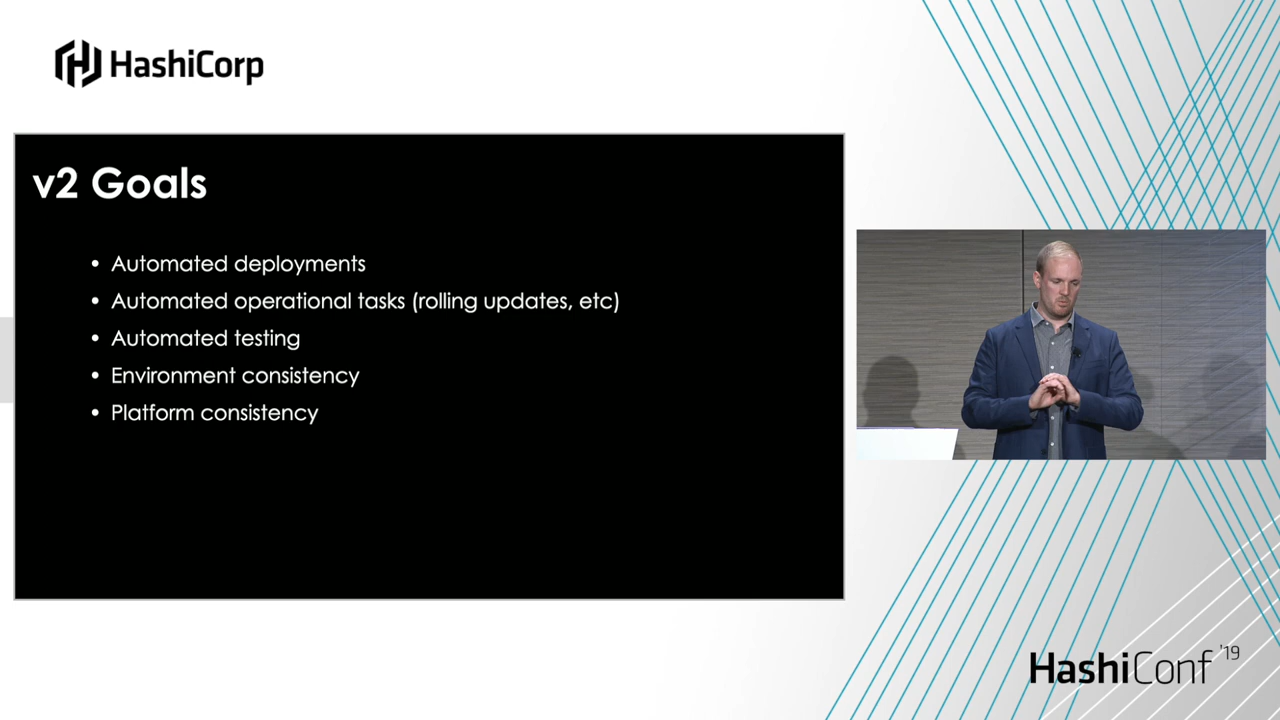 HashiCorp
v2 Goals
• Automated deployments
• Automated operational tasks (rolling updates, etc)
• Automated testing
• Environment consistency
• Platform consistency
HashiConf '19